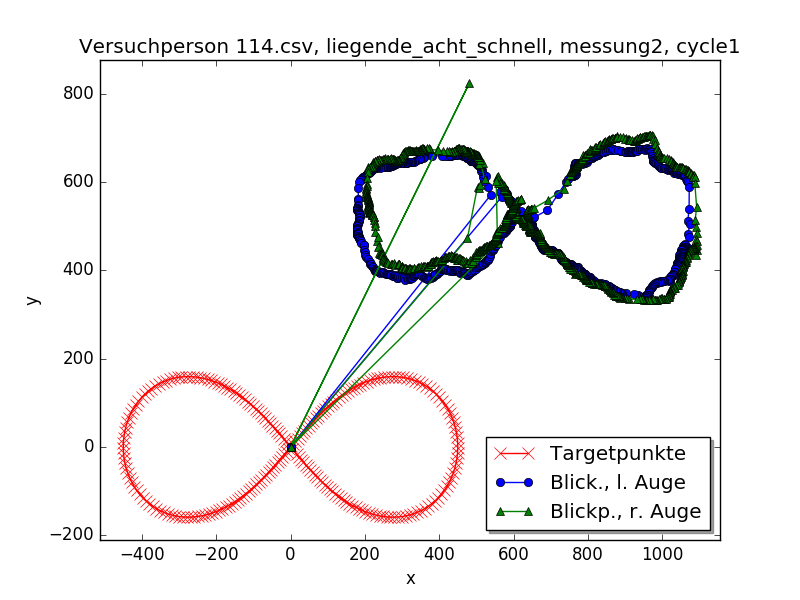 Versuchperson 114.csv, liegende_acht_schnell, messung2, cycle1
800
600
400
200
0
−200
y
−400 −200 0 200 400 600 800 1000
x
Targetpunkte
Blick., l. Auge
Blickp., r. Auge